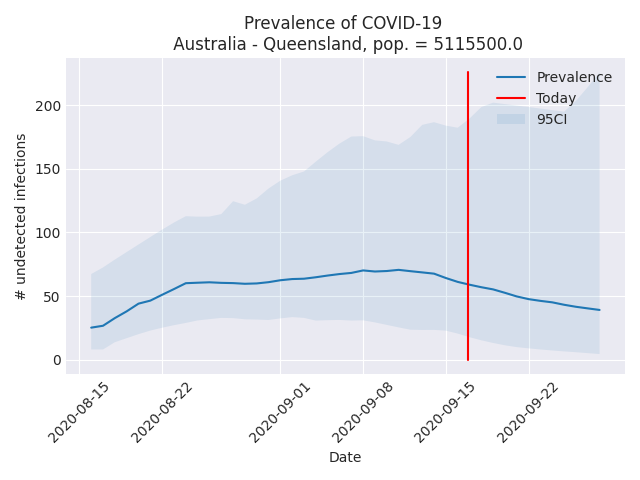 Prevalence of COVID-19
Australia - Queensland, pop. = 5115500.0
Prevalence
Today
95CI
200
150
100
50
0
# undetected infections
2020-08-15
2020-08-22
2020-09-01
2020-09-08
2020-09-15
2020-09-22
Date